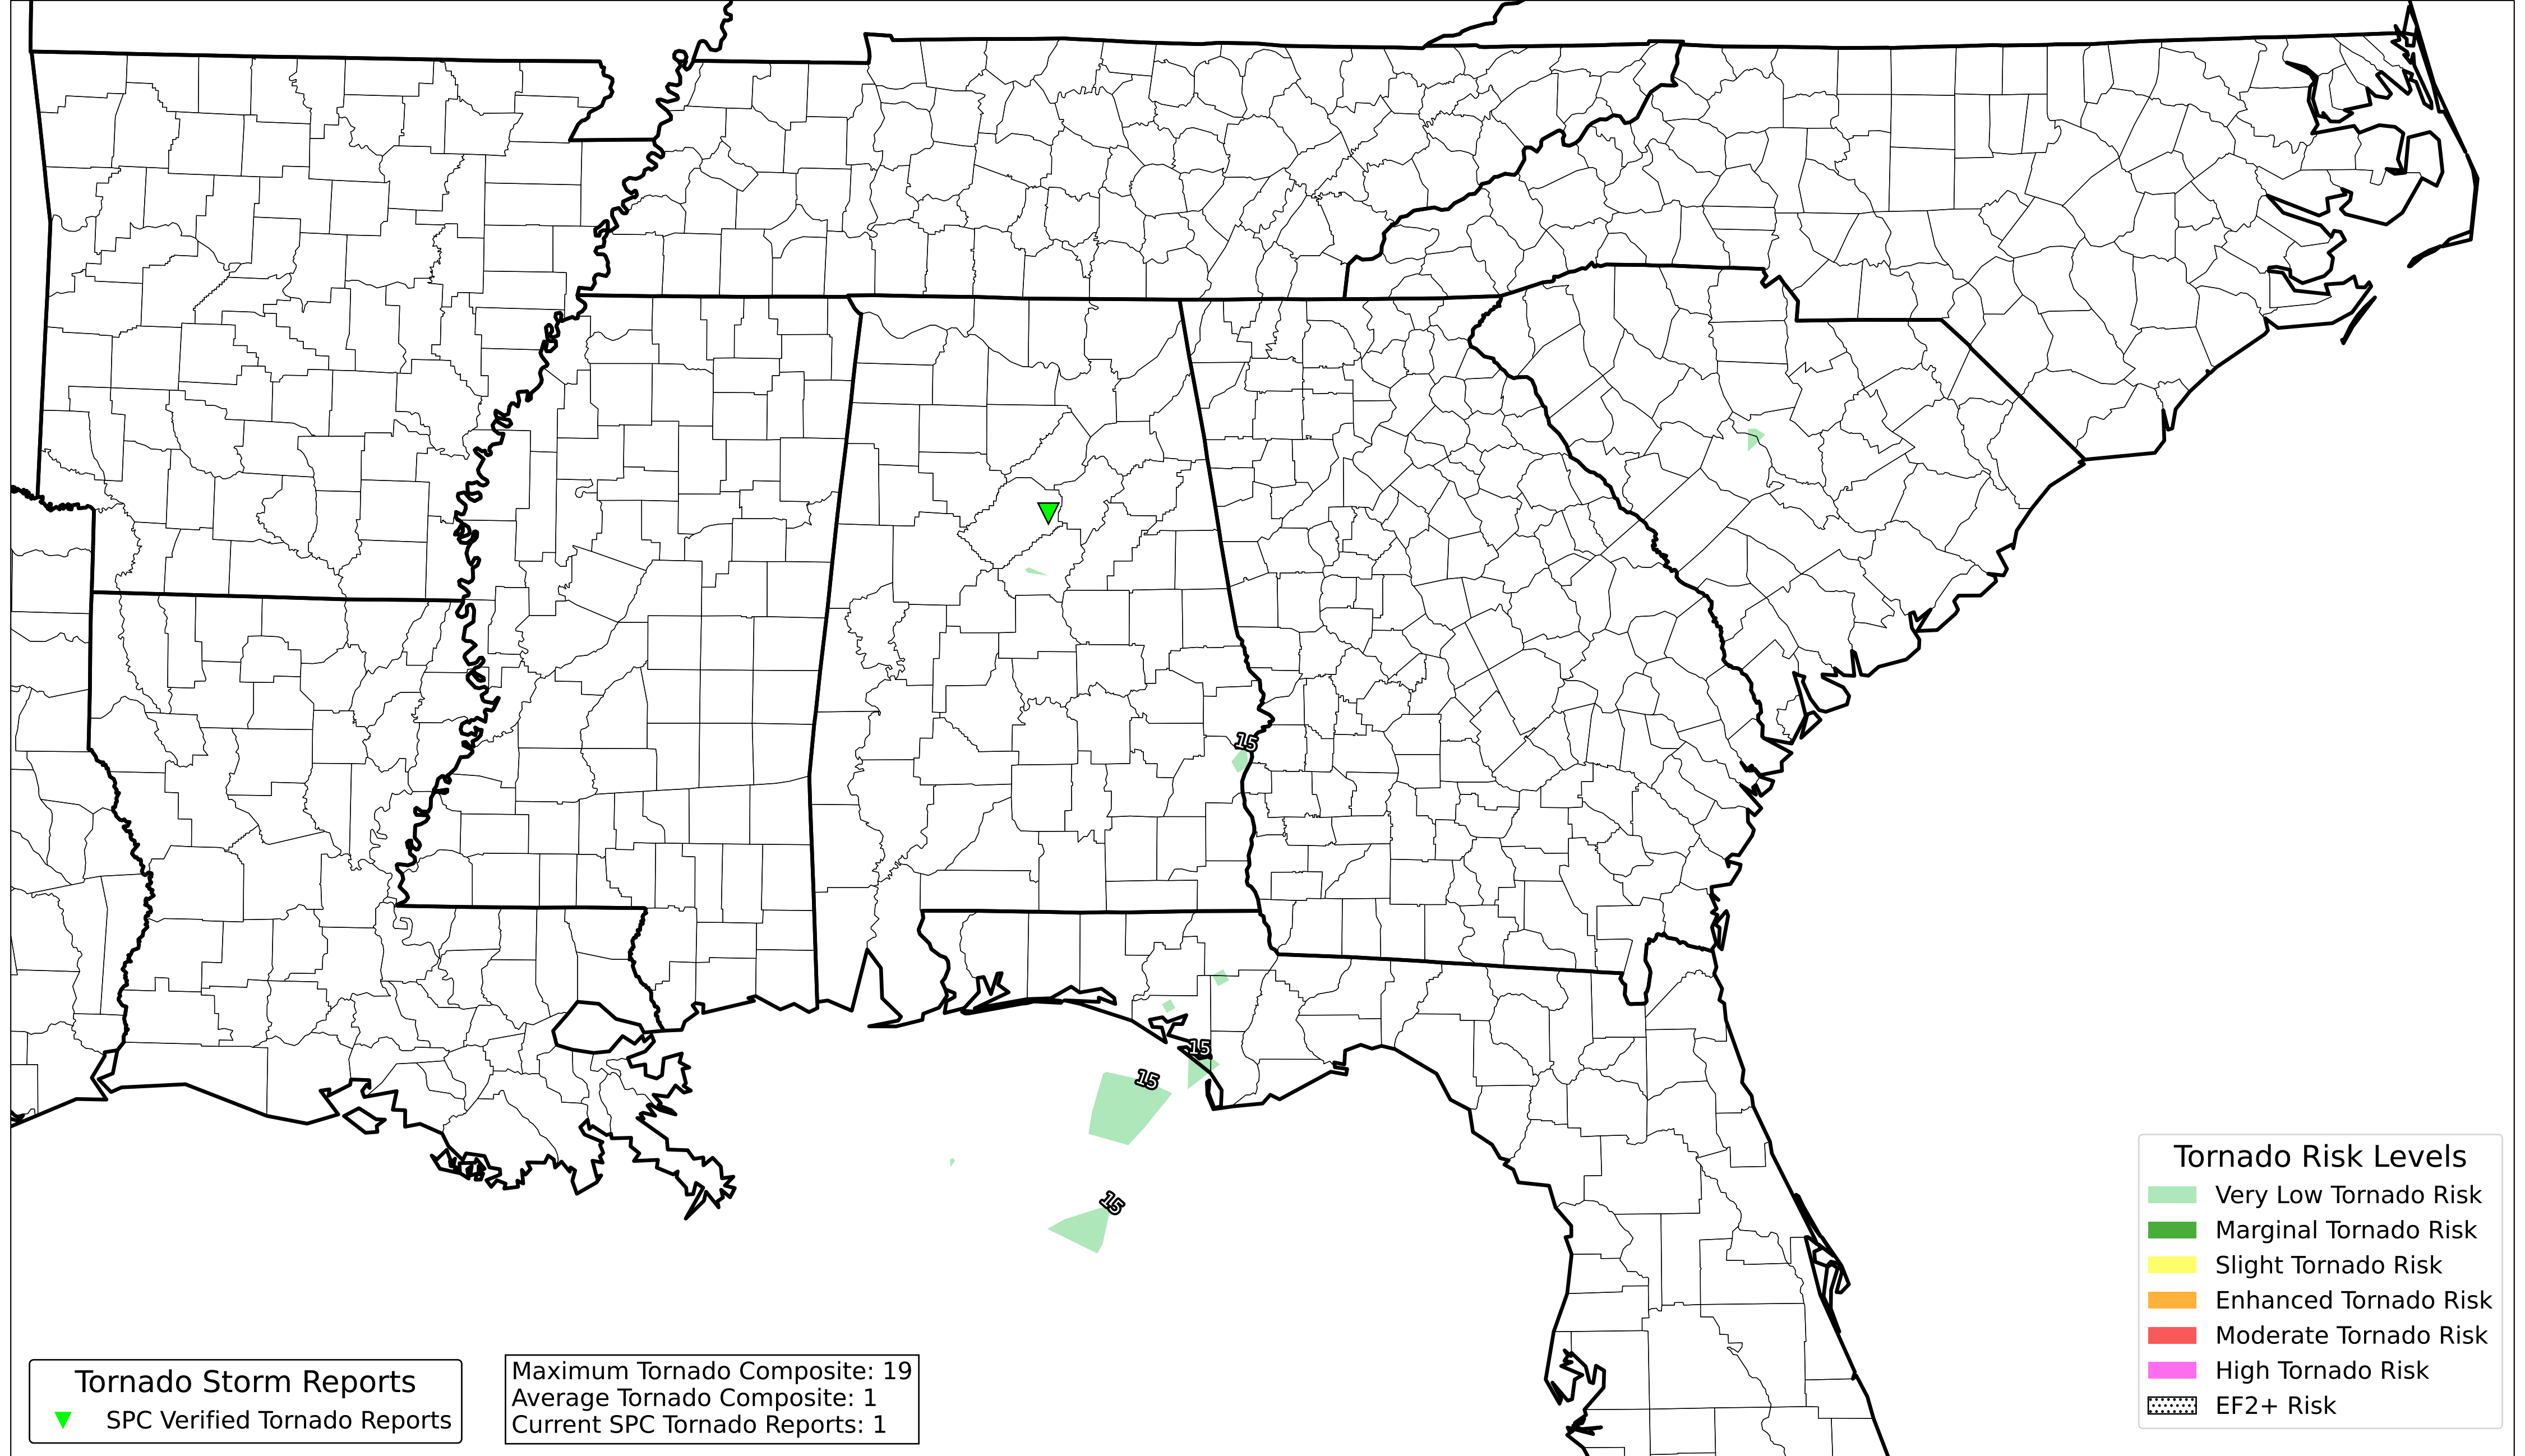 15
15
15
15
Tornado Risk Levels
Very Low Tornado Risk
Marginal Tornado Risk
Slight Tornado Risk
Enhanced Tornado Risk
Moderate Tornado Risk
High Tornado Risk
EF2+ Risk
Tornado Storm Reports
SPC Verified Tornado Reports
Maximum Tornado Composite: 19
Average Tornado Composite: 1
Current SPC Tornado Reports: 1